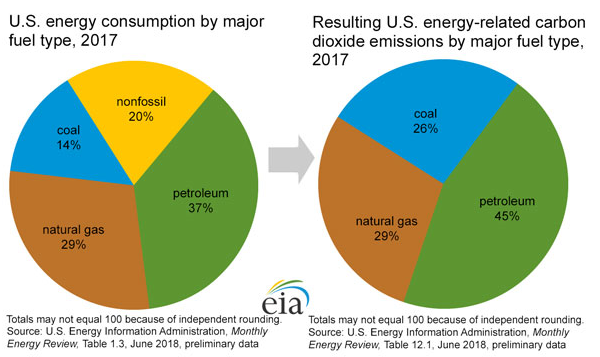 U.S. energy consumption by major
fuel type, 2017
nonfossil
20%
coal
14%
petroleum
37%
natural gas
29%
Totals may not equal 100 because of independent rounding.
Source: U.S. Energy Information Administration, Monthly
Energy Review, Table 1.3, June 2018, preliminary data
eia
Resulting U.S. energy-related carbon
dioxide emissions by major fuel type,
2017
coal
26%
petroleum
45%
natural gas
29%
Totals may not equal 100 because of independent rounding.
Source: U.S. Energy Information Administration, Monthly
Energy Review, Table 12.1, June 2018, preliminary data